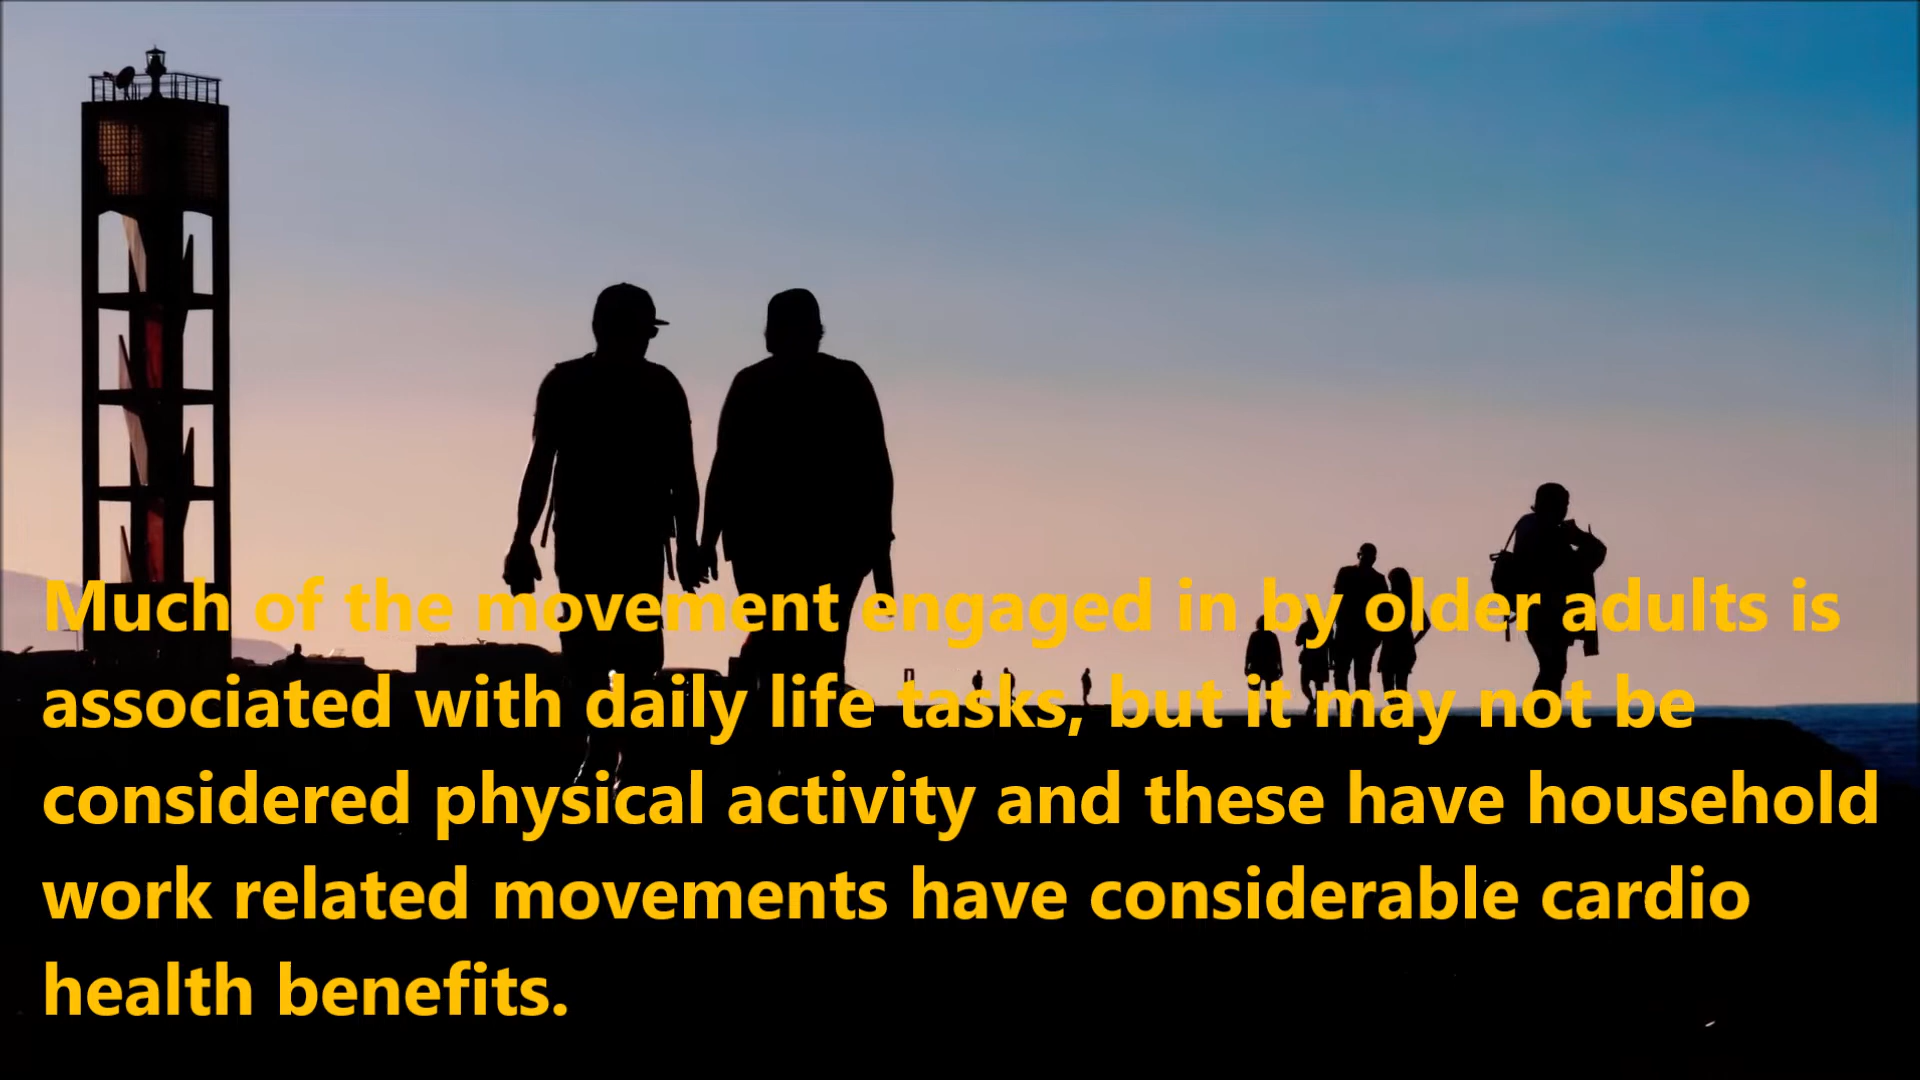 Much of the movement engaged in by older adults is
associated with daily life tasks, but it may not be
considered physical activity and these have household
work related movements have considerable cardio
health benefits.